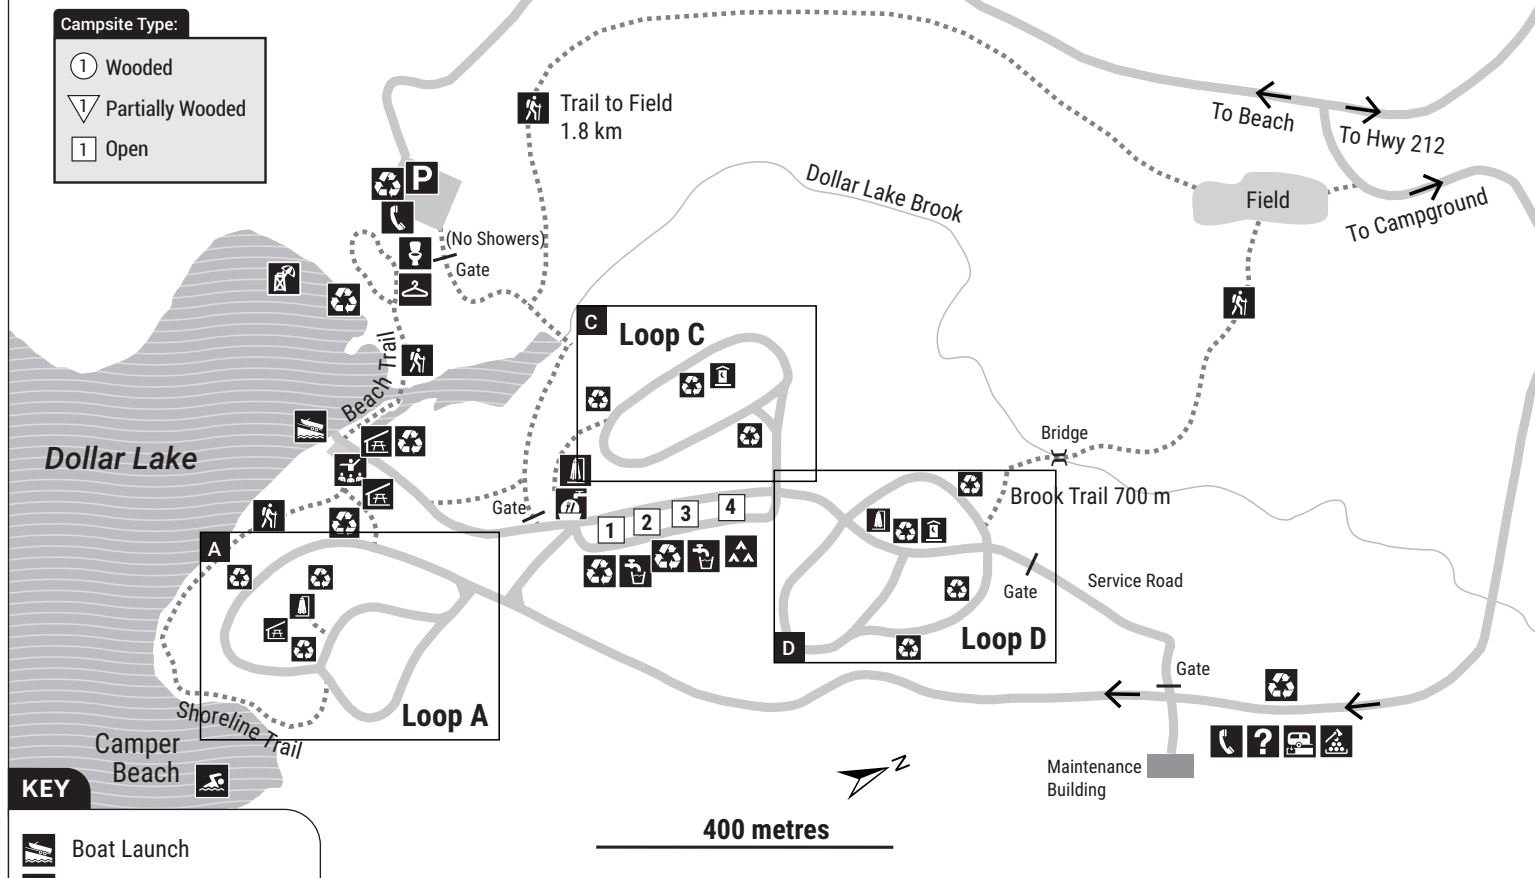 Campsite Type:
1 Wooded
1 Partially Wooded
1 Open
Trail to Field
1.8 km
To Beach
To Hwy 212
Dollar Lake Brook
Field
To Campground
P
(No Showers)
Gate
C
Loop C
Beach Trail
Dollar Lake
Bridge
Brook Trail 700 m
Gate
1
2
3
4
A
Gate
Service Road
D
Loop D
Gate
Loop A
Shoreline Trail
Camper
Beach
?
N
Maintenance
Building
KEY
400 metres
Boat Launch